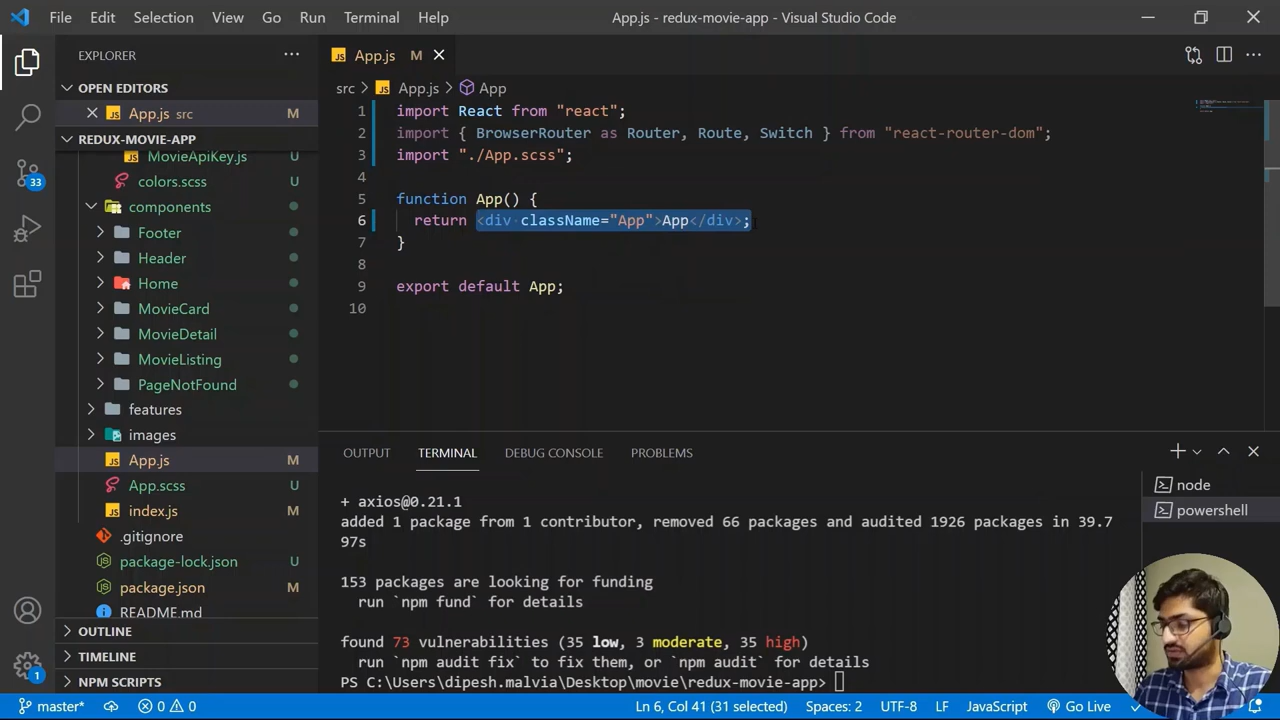 File Edit Selection View Go Run Terminal Help
App.js - redux-movie-app - Visual Studio Code
EXPLORER
OPEN EDITORS
App.js src M
REDUX-MOVIE-APP
MovieApiKey.js U
colors.scss U
components
Footer
Header
Home
MovieCard
MovieDetail
MovieListing
PageNotFound
features
images
App.js M
App.scss U
index.js M
.gitignore
package-lock.json U
package.json M
README.md
OUTLINE
TIMELINE
NPM SCRIPTS
33
1
App.js M
src > App.js > App
1 import React from "react";
2 import { BrowserRouter as Router, Route, Switch } from "react-router-dom";
3 import "./App.scss";
4
5 function App() {
6 return <div className="App">App</div>;
7 }
8
9 export default App;
10
OUTPUT TERMINAL DEBUG CONSOLE PROBLEMS
+ axios@0.21.1
added 1 package from 1 contributor, removed 66 packages and audited 1926 packages in 39.7
97s
153 packages are looking for funding
run `npm fund` for details
found 73 vulnerabilities (35 low, 3 moderate, 35 high)
run `npm audit fix` to fix them, or `npm audit` for details
PS C:\Users\dipesh.malvia\Desktop\movie\redux-movie-app>
node
powershell
master* 0 0 Ln 6, Col 41 (31 selected) Spaces: 2 UTF-8 LF JavaScript Go Live